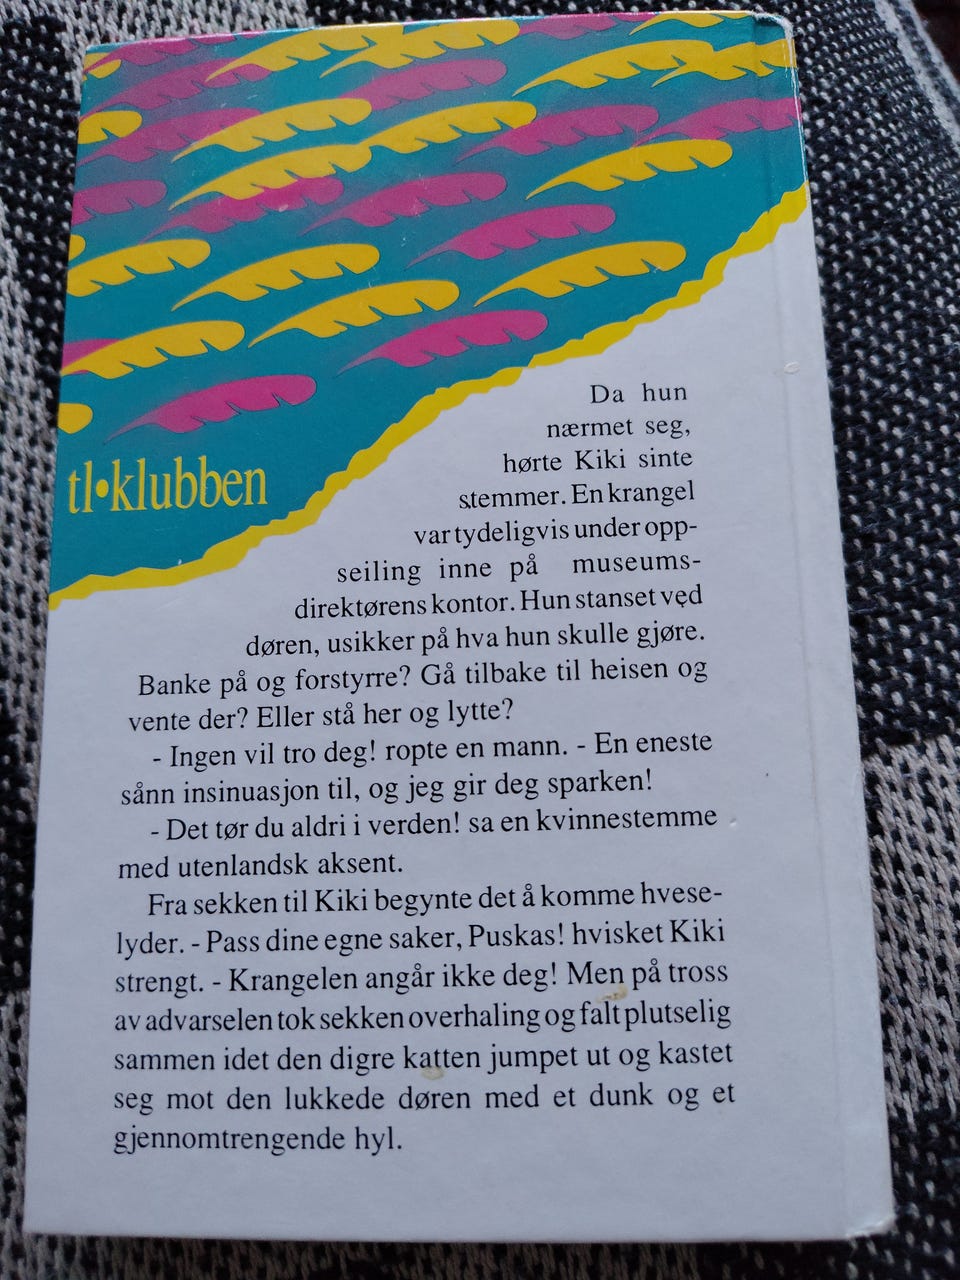 tl•klubben
Da hun
nærmet seg,
hørte Kiki sinte
stemmer. En krangel
var tydeligvis under opp-
seiling inne på museums-
direktørens kontor. Hun stanset ved
døren, usikker på hva hun skulle gjøre.
Banke på og forstyrre? Gå tilbake til heisen og
vente der? Eller stå her og lytte?
- Ingen vil tro deg! ropte en mann. - En eneste
sånn insinuasjon til, og jeg gir deg sparken!
- Det tør du aldri i verden! sa en kvinnestemme
med utenlandsk aksent.
Fra sekken til Kiki begynte det å komme hvese-
lyder. - Pass dine egne saker, Puskas! hvisket Kiki
strengt. - Krangelen angår ikke deg! Men på tross
av advarselen tok sekken overhaling og falt plutselig
sammen idet den digre katten jumpet ut og kastet
seg mot den lukkede døren med et dunk og et
gjennomtrengende hyl.